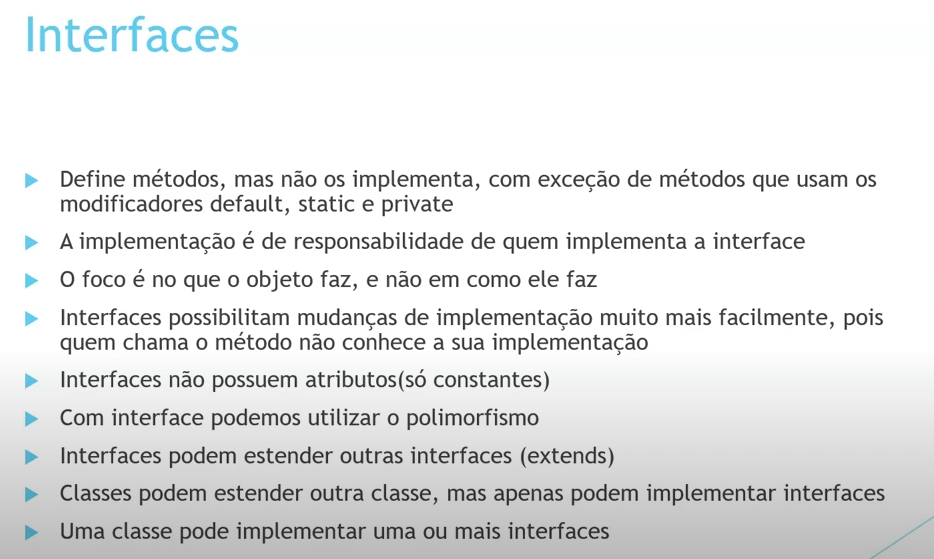 Interfaces
Define métodos, mas não os implementa, com exceção de métodos que usam os
modificadores default, static e private
A implementação é de responsabilidade de quem implementa a interface
O foco é no que o objeto faz, e não em como ele faz
Interfaces possibilitam mudanças de implementação muito mais facilmente, pois
quem chama o método não conhece a sua implementação
Interfaces não possuem atributos(só constantes)
Com interface podemos utilizar o polimorfismo
Interfaces podem estender outras interfaces (extends)
Classes podem estender outra classe, mas apenas podem implementar interfaces
Uma classe pode implementar uma ou mais interfaces